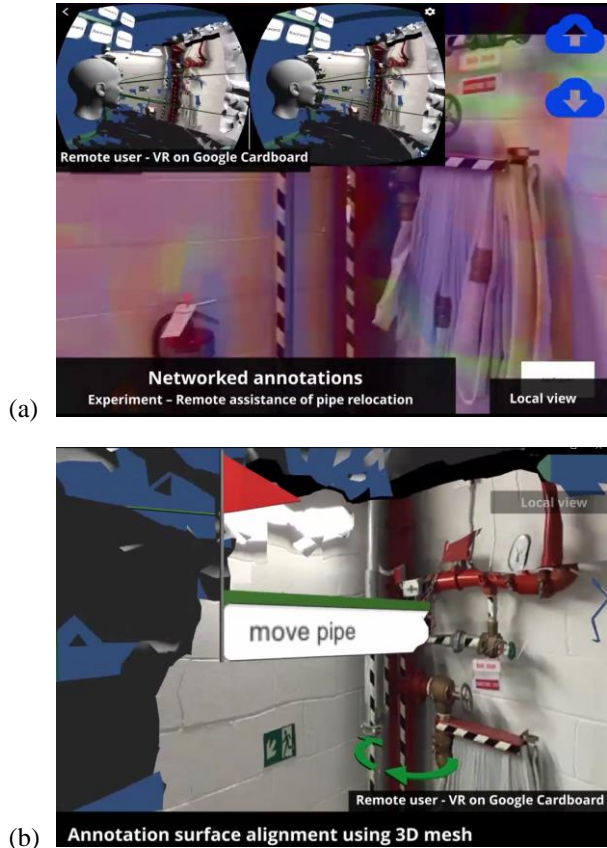 Remote user - VR on Google Cardboard
Networked annotations
Experiment – Remote assistance of pipe relocation
Local view
(a)
Local view
move pipe
Remote user - VR on Google Cardboard
Annotation surface alignment using 3D mesh
(b)